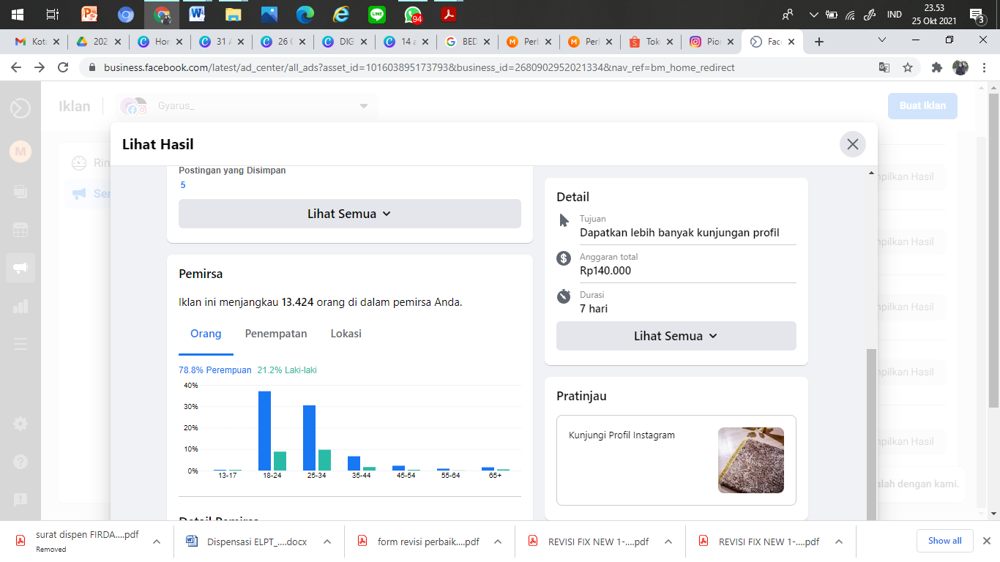 94
IND
23.53
25 Okt 2021
3
Kot
202
Hor
31 A
26 (
DIG
14 a
BED
Perl
Perl
Tok
Pior
Fac
business.facebook.com/latest/ad_center/all_ads?asset_id=101603895173793&business_id=2680902952021334&nav_ref=bm_home_redirect
Iklan
Gyarus_
Buat Iklan
M
Rin
Ser
Lihat Hasil
Postingan yang Disimpan
5
Lihat Semua
Pemirsa
Iklan ini menjangkau 13.424 orang di dalam pemirsa Anda.
Orang
Penempatan
Lokasi
78.8% Perempuan 21.2% Laki-laki
40%
30%
20%
10%
0%
13-17 18-24 25-34 35-44 45-54 55-64 65+
Detail Pemirsa
Detail
Tujuan
Dapatkan lebih banyak kunjungan profil
Anggaran total
Rp140.000
Durasi
7 hari
Lihat Semua
Pratinjau
Kunjungi Profil Instagram
npilkan Hasil
npilkan Hasil
npilkan Hasil
npilkan Hasil
npilkan Hasil
alah dengan kami.
surat dispen FIRDA....pdf
Removed
Dispensasi ELPT_....docx
form revisi perbaik....pdf
REVISI FIX NEW 1-....pdf
REVISI FIX NEW 1-....pdf
Show all